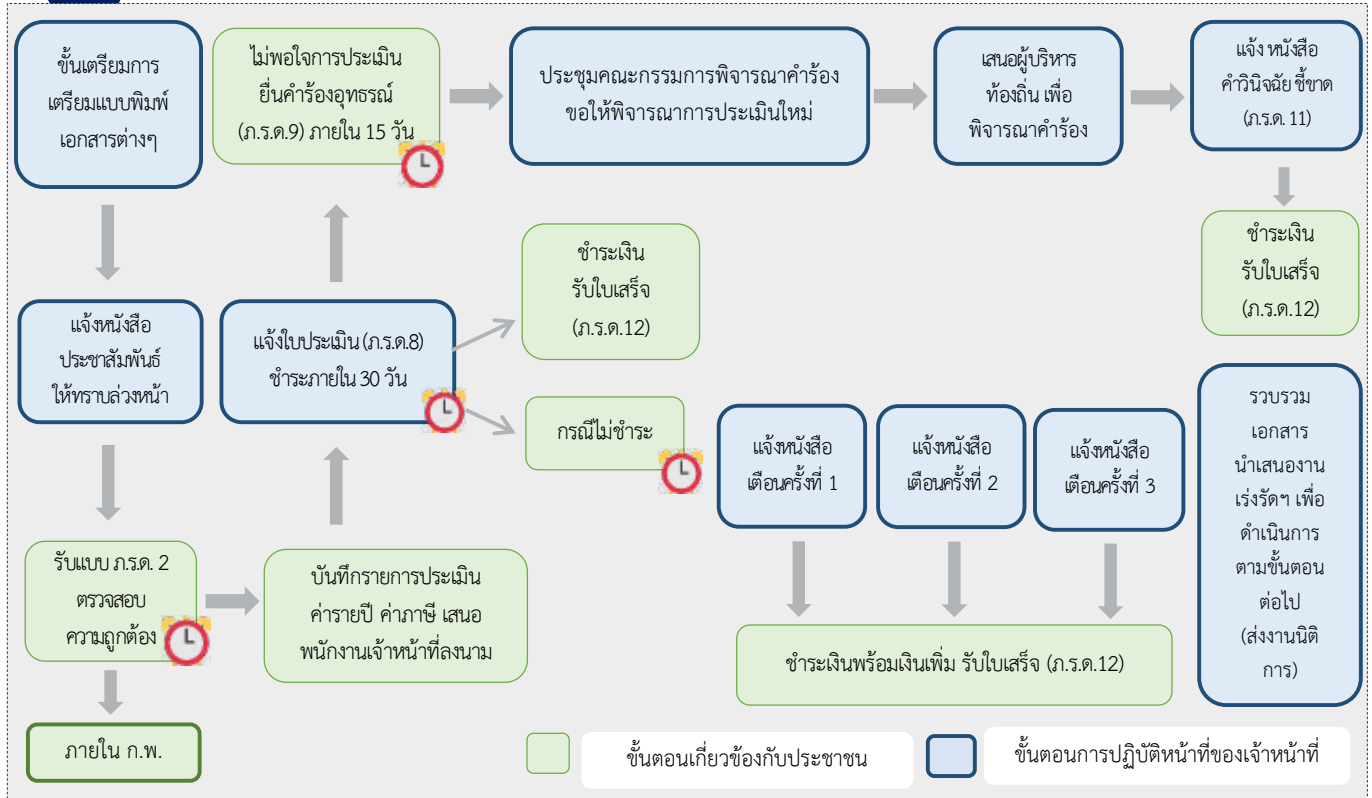 ขั้นเตรียมการ
เตรียมแบบพิมพ์
เอกสารต่างๆ
ไม่พอใจการประเมิน
ยื่นคำร้องอุทธรณ์
(ภ.ร.ด.9) ภายใน 15 วัน
ประชุมคณะกรรมการพิจารณาคำร้อง
ขอให้พิจารณาการประเมินใหม่
เสนอผู้บริหาร
ท้องถิ่น เพื่อ
พิจารณาคำร้อง
แจ้ง หนังสือ
คำวินิจฉัย ชี้ขาด
(ภ.ร.ด. 11)
ชำระเงิน
รับใบเสร็จ
(ภ.ร.ด.12)
แจ้งหนังสือ
ประชาสัมพันธ์
ให้ทราบล่วงหน้า
แจ้งใบประเมิน (ภ.ร.ด.8)
ชำระภายใน 30 วัน
ชำระเงิน
รับใบเสร็จ
(ภ.ร.ด.12)
กรณีไม่ชำระ
แจ้งหนังสือ
เตือนครั้งที่ 1
แจ้งหนังสือ
เตือนครั้งที่ 2
แจ้งหนังสือ
เตือนครั้งที่ 3
รวบรวม
เอกสาร
นำเสนองาน
เร่งรัดฯ เพื่อ
ดำเนินการ
ตามขั้นตอน
ต่อไป
(ส่งงานนิติ
การ)
รับแบบ ภ.ร.ด. 2
ตรวจสอบ
ความถูกต้อง
บันทึกรายการประเมิน
ค่ารายปี ค่าภาษี เสนอ
พนักงานเจ้าหน้าที่ลงนาม
ชำระเงินพร้อมเงินเพิ่ม รับใบเสร็จ (ภ.ร.ด.12)
ภายใน ก.พ.
ขั้นตอนเกี่ยวข้องกับประชาชน
ขั้นตอนการปฏิบัติหน้าที่ของเจ้าหน้าที่